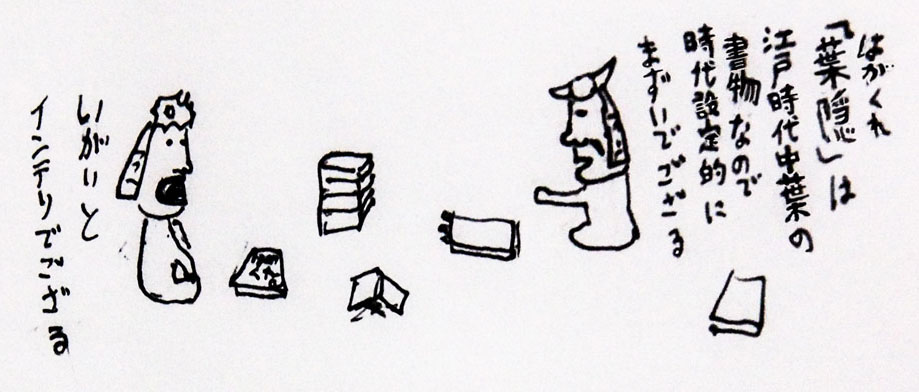 はがくれ
『葉隠』は
江戸時代中葉の
書物なので
時代設定的に
まずいでござる
いがいと
インテリでござる